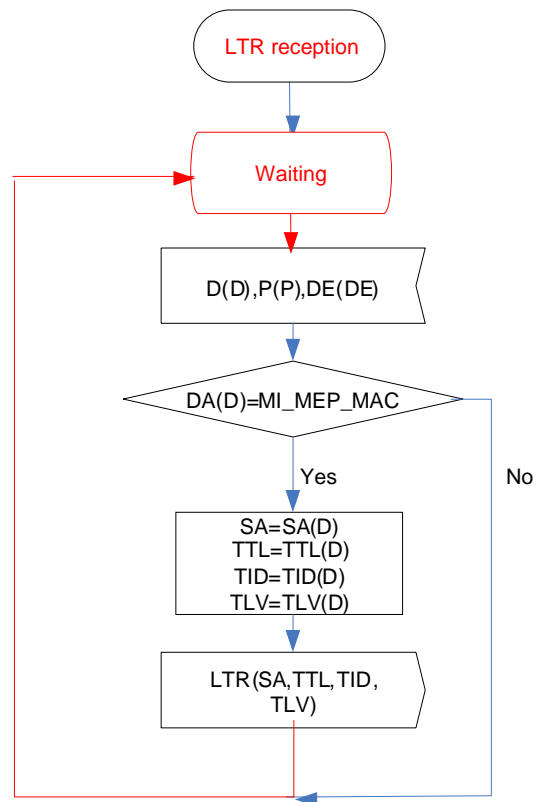 LTR reception
Waiting
D(D),P(P),DE(DE)
DA(D)=MI_MEP_MAC
Yes
No
SA=SA(D)
TTL=TTL(D)
TID=TID(D)
TLV=TLV(D)
LTR(SA,TTL,TID,
TLV)